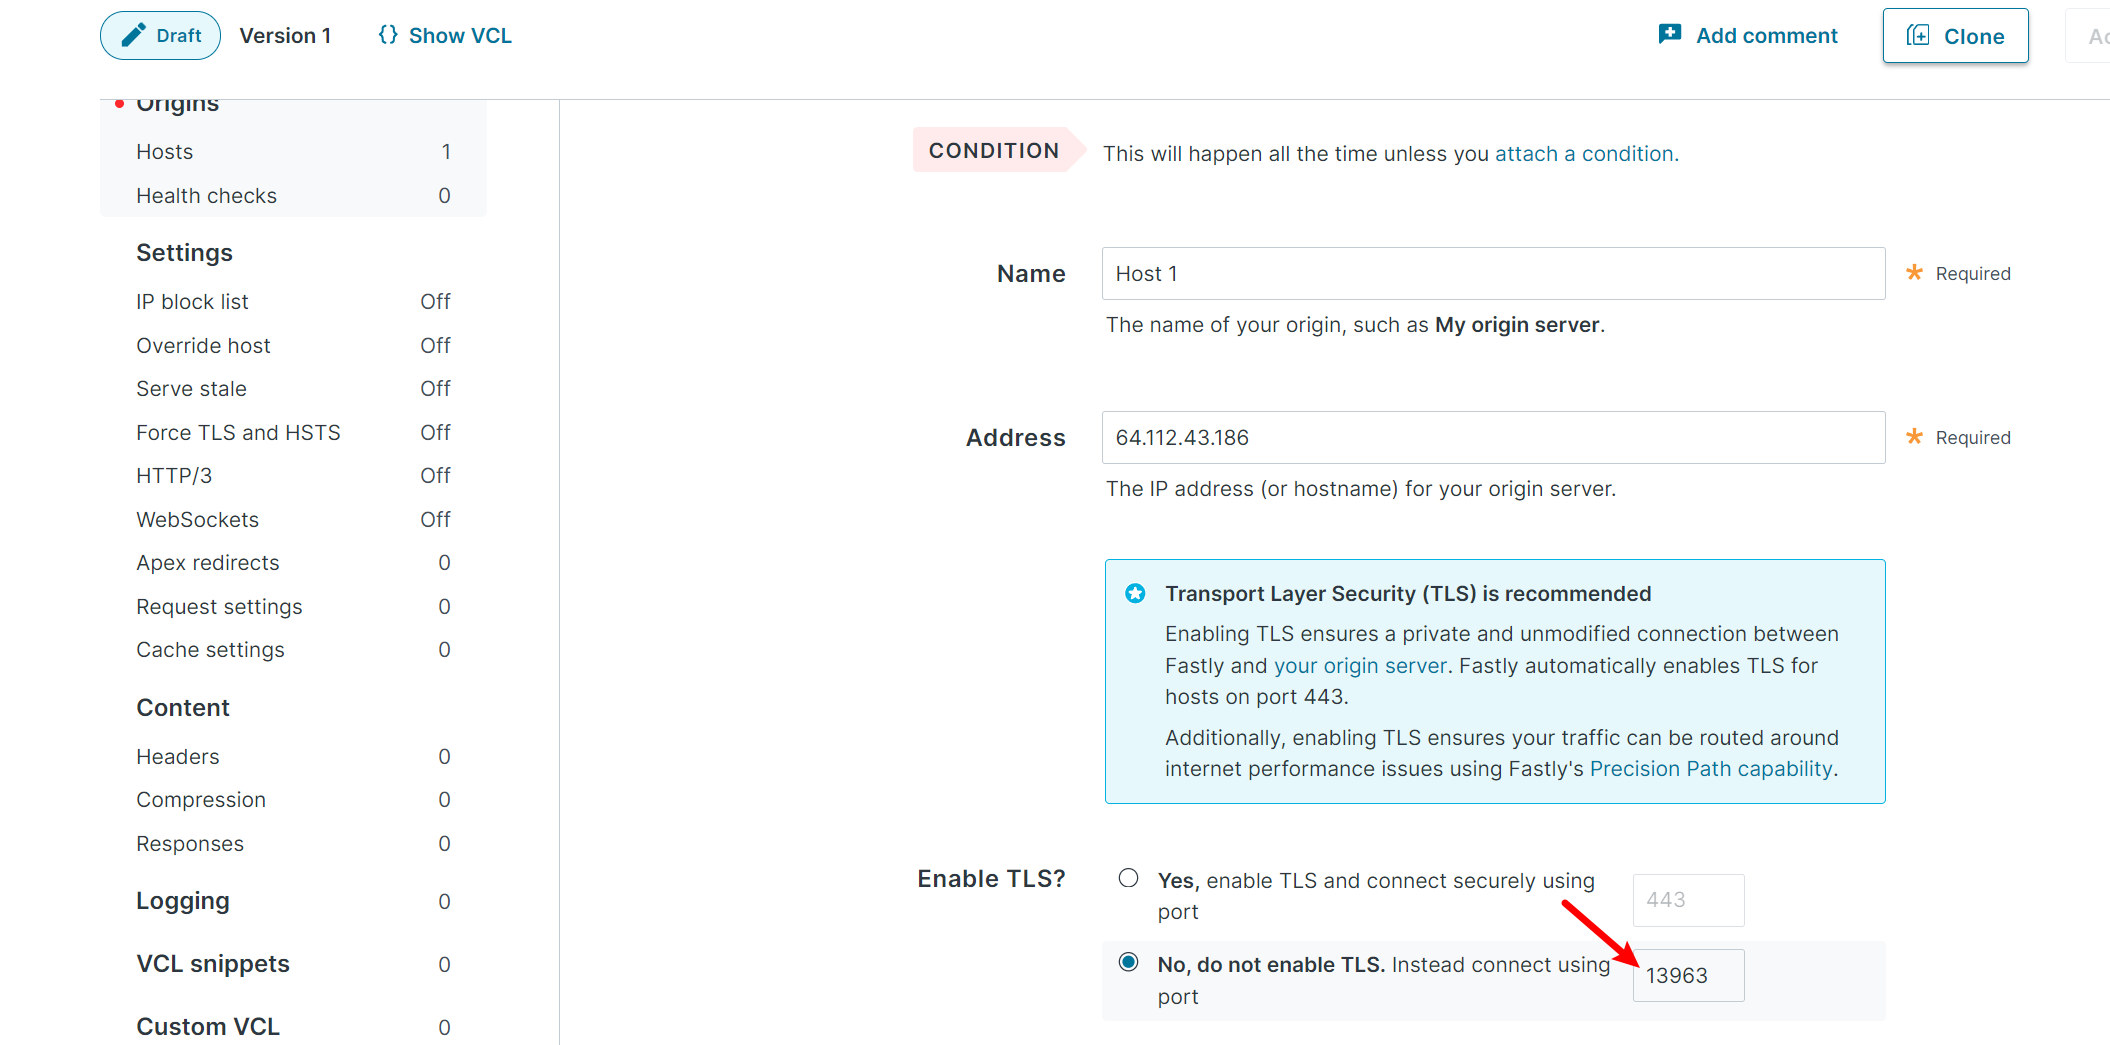 Draft
Version 1
{} Show VCL
Add comment
Clone
Ac
Origins
Hosts 1
Health checks 0
Settings
IP block list Off
Override host Off
Serve stale Off
Force TLS and HSTS Off
HTTP/3 Off
WebSockets Off
Apex redirects 0
Request settings 0
Cache settings 0
Content
Headers 0
Compression 0
Responses 0
Logging 0
VCL snippets 0
Custom VCL 0
CONDITION
This will happen all the time unless you attach a condition.
Name
Host 1
* Required
The name of your origin, such as My origin server.
Address
64.112.43.186
* Required
The IP address (or hostname) for your origin server.
Transport Layer Security (TLS) is recommended
Enabling TLS ensures a private and unmodified connection between
Fastly and your origin server. Fastly automatically enables TLS for
hosts on port 443.
Additionally, enabling TLS ensures your traffic can be routed around
internet performance issues using Fastly's Precision Path capability.
Enable TLS?
Yes, enable TLS and connect securely using
port
443
No, do not enable TLS. Instead connect using
port
13963